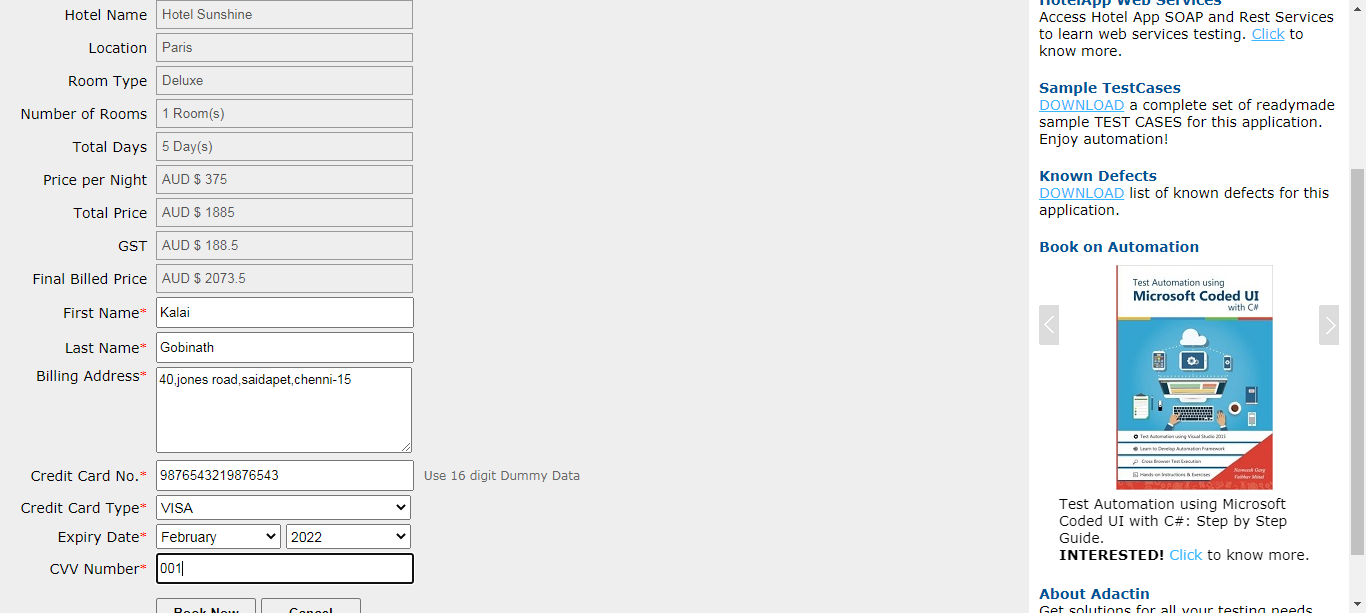 Hotel Name Hotel Sunshine
Location Paris
Room Type Deluxe
Number of Rooms 1 Room(s)
Total Days 5 Day(s)
Price per Night AUD $ 375
Total Price AUD $ 1885
GST AUD $ 188.5
Final Billed Price AUD $ 2073.5
First Name* Kalai
Last Name* Gobinath
Billing Address* 40,jones road,saidapet,chenni-15
Credit Card No.* 9876543219876543 Use 16 digit Dummy Data
Credit Card Type* VISA
Expiry Date* February 2022
CVV Number* 001
Book Now Cancel
HotelApp Web Services
Access Hotel App SOAP and Rest Services
to learn web services testing. Click to
know more.
Sample TestCases
DOWNLOAD a complete set of readymade
sample TEST CASES for this application.
Enjoy automation!
Known Defects
DOWNLOAD list of known defects for this
application.
Book on Automation
Test Automation using
Microsoft Coded UI
with C#
Test Automation using Visual Studio 2015
Learn to Develop Automation Framework
Cross Browser Test Execution
Hands-on Instructions & Exercises
Navneesh Garg
Test Automation using Microsoft
Coded UI with C#: Step by Step
Guide.
INTERESTED! Click to know more.
About Adactin
Get solutions for all your testing needs